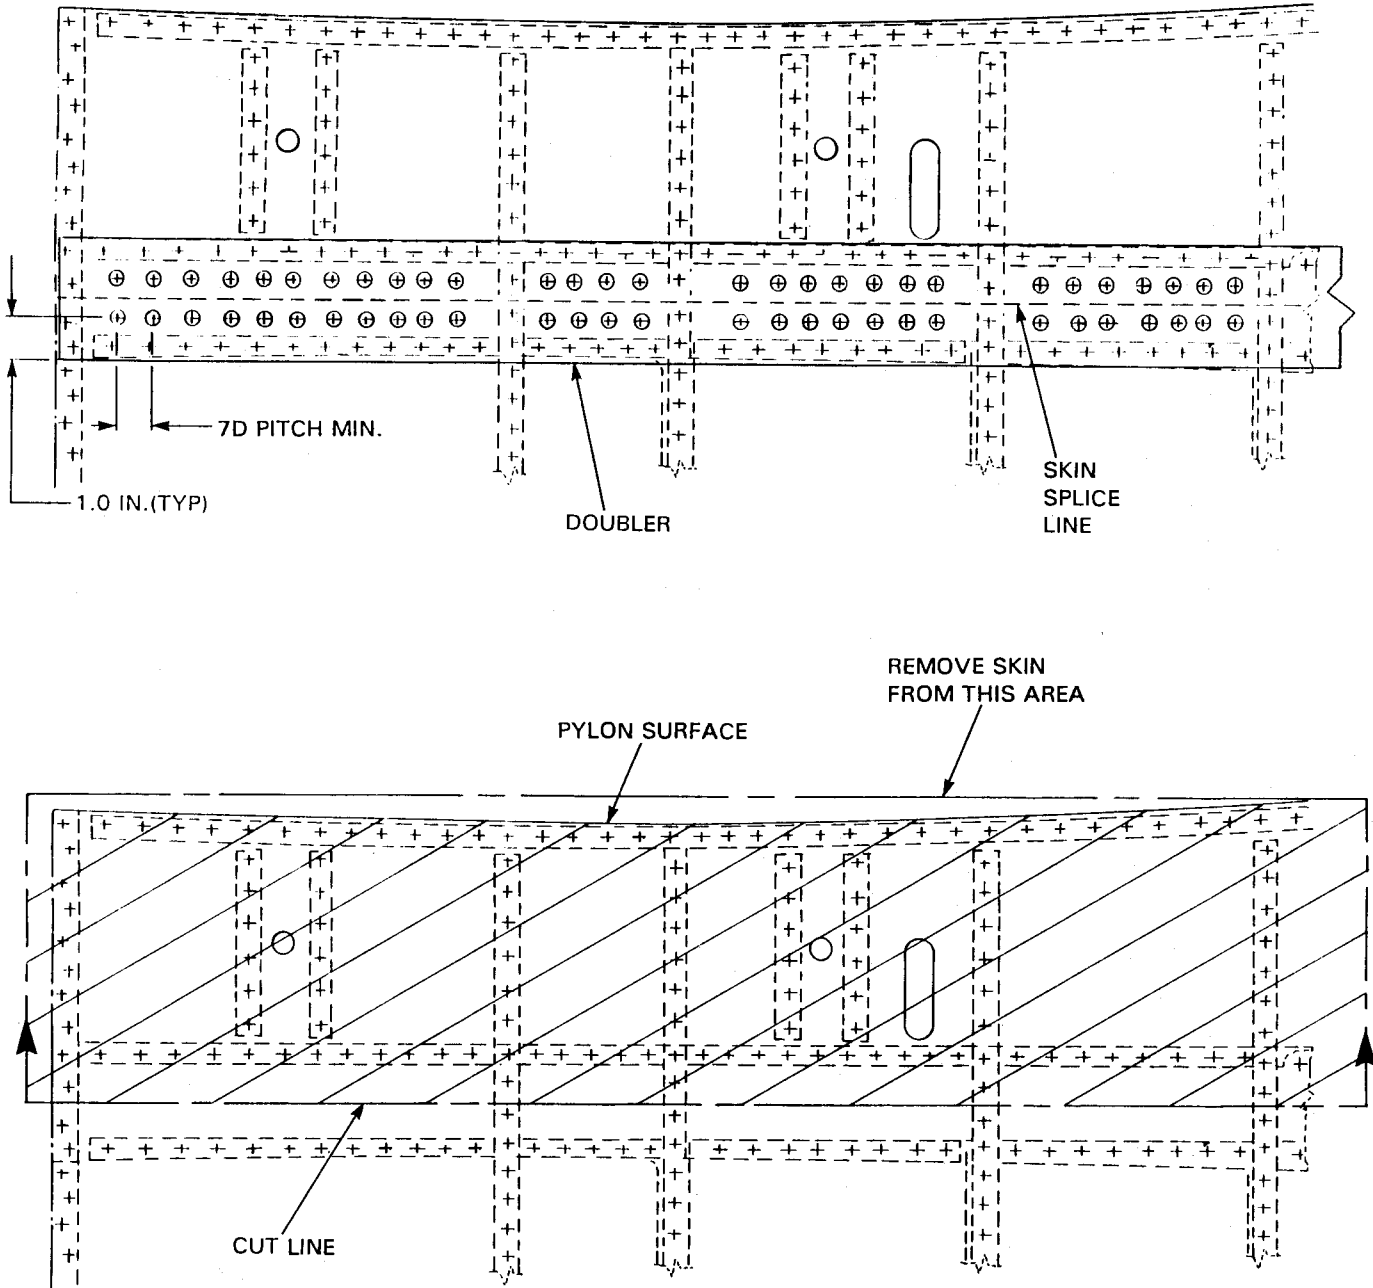 7D PITCH MIN.
1.0 IN.(TYP)
DOUBLER
SKIN
SPLICE
LINE
REMOVE SKIN
FROM THIS AREA
PYLON SURFACE
CUT LINE